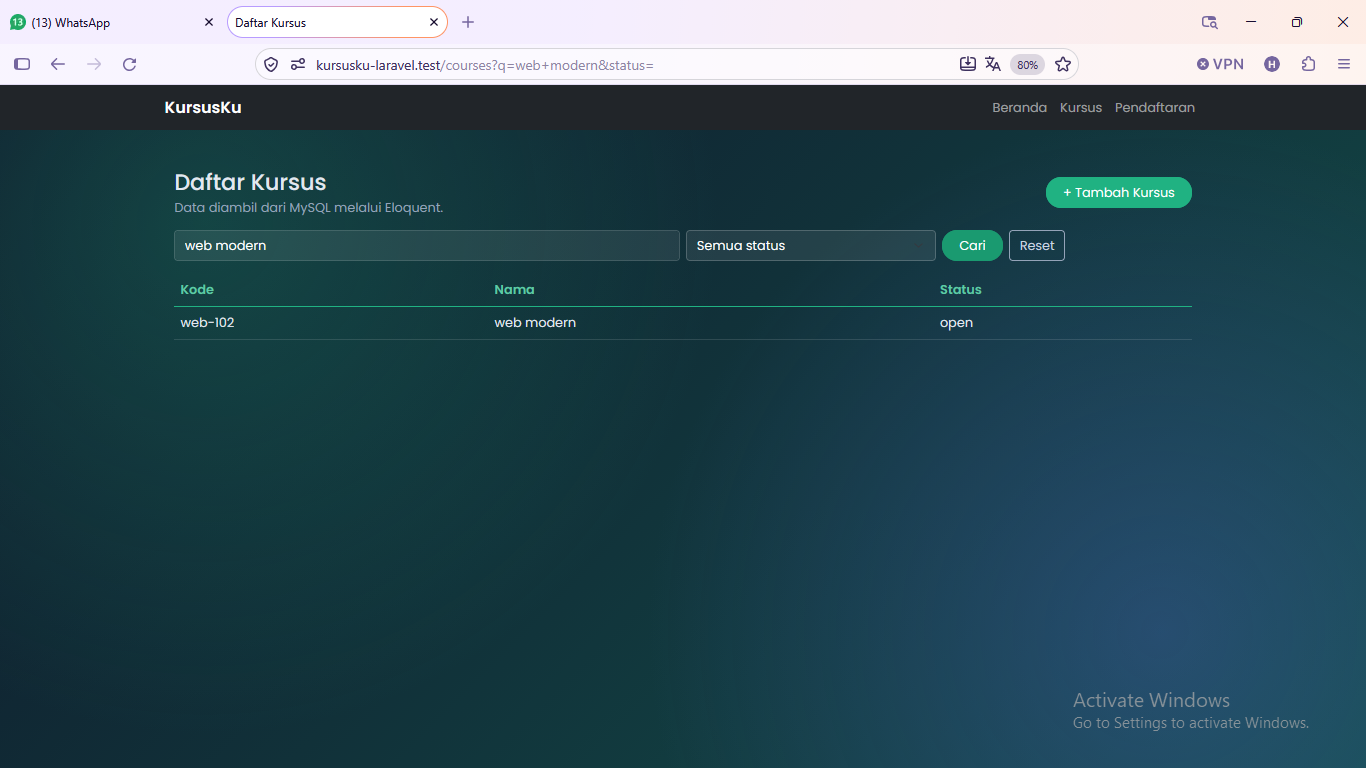 13 (13) WhatsApp
Daftar Kursus
kursusku-laravel.test/courses?q=web+modern&status=
80%
VPN
H
KursusKu
Beranda Kursus Pendaftaran
Daftar Kursus
Data diambil dari MySQL melalui Eloquent.
+ Tambah Kursus
web modern
Semua status
Cari
Reset
Kode Nama Status
web-102 web modern open
Activate Windows
Go to Settings to activate Windows.